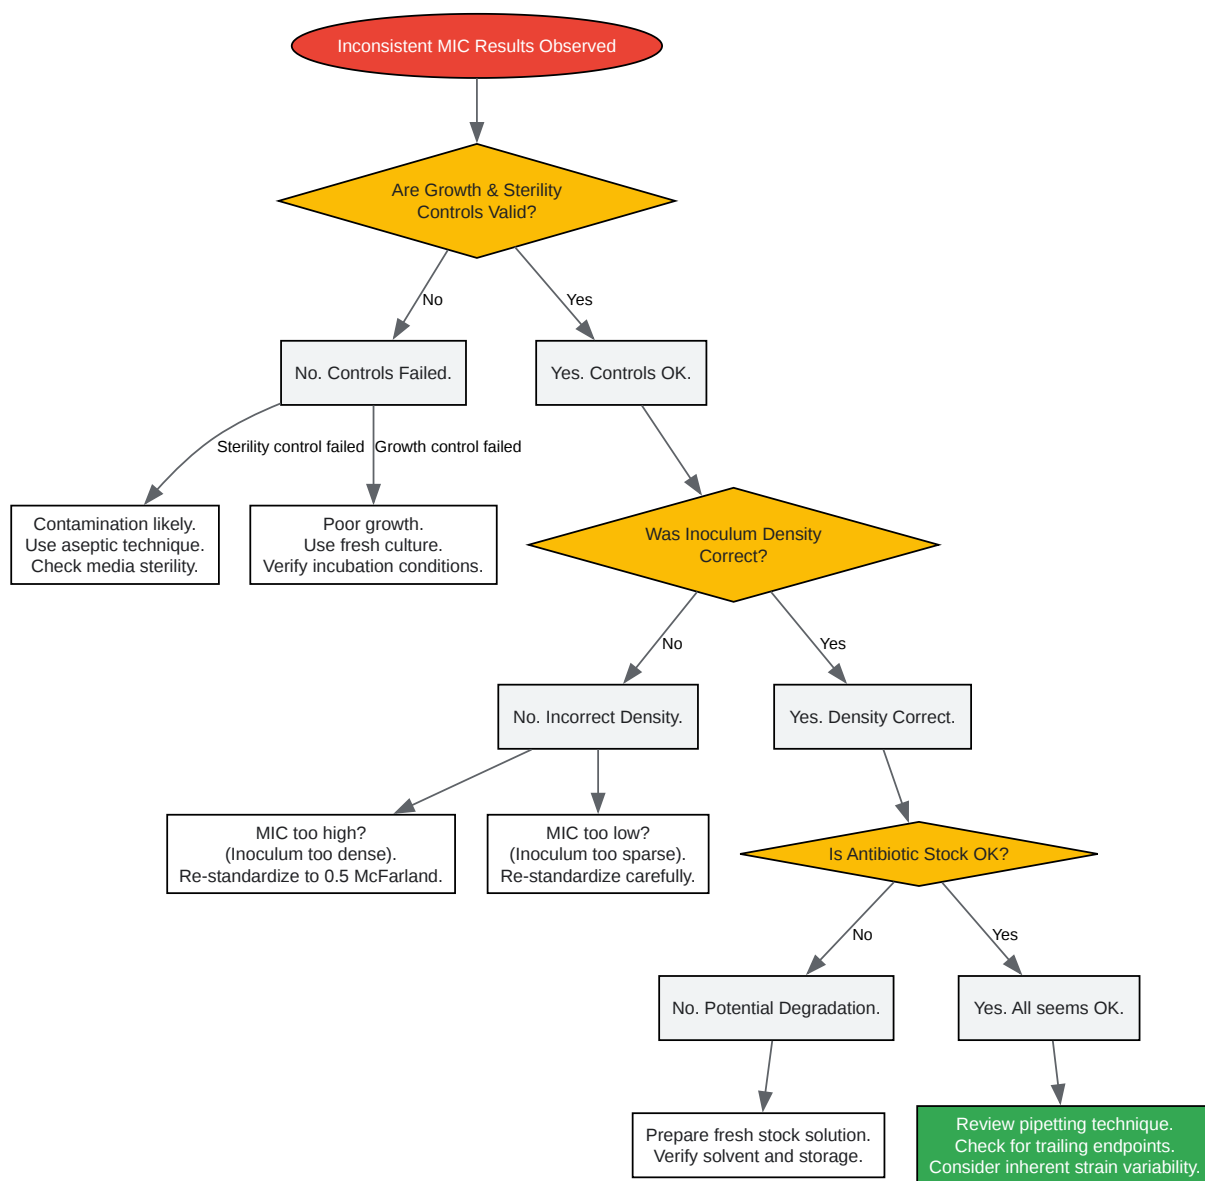 Inconsistent MIC Results Observed
Are Growth & Sterility
Controls Valid?
No
Yes
No. Controls Failed.
Yes. Controls OK.
Sterility control failed
Growth control failed
Contamination likely.
Use aseptic technique.
Check media sterility.
Poor growth.
Use fresh culture.
Verify incubation conditions.
Was Inoculum Density
Correct?
No
Yes
No. Incorrect Density.
Yes. Density Correct.
MIC too high?
(Inoculum too dense).
Re-standardize to 0.5 McFarland.
MIC too low?
(Inoculum too sparse).
Re-standardize carefully.
Is Antibiotic Stock OK?
No
Yes
No. Potential Degradation.
Yes. All seems OK.
Prepare fresh stock solution.
Verify solvent and storage.
Review pipetting technique.
Check for trailing endpoints.
Consider inherent strain variability.